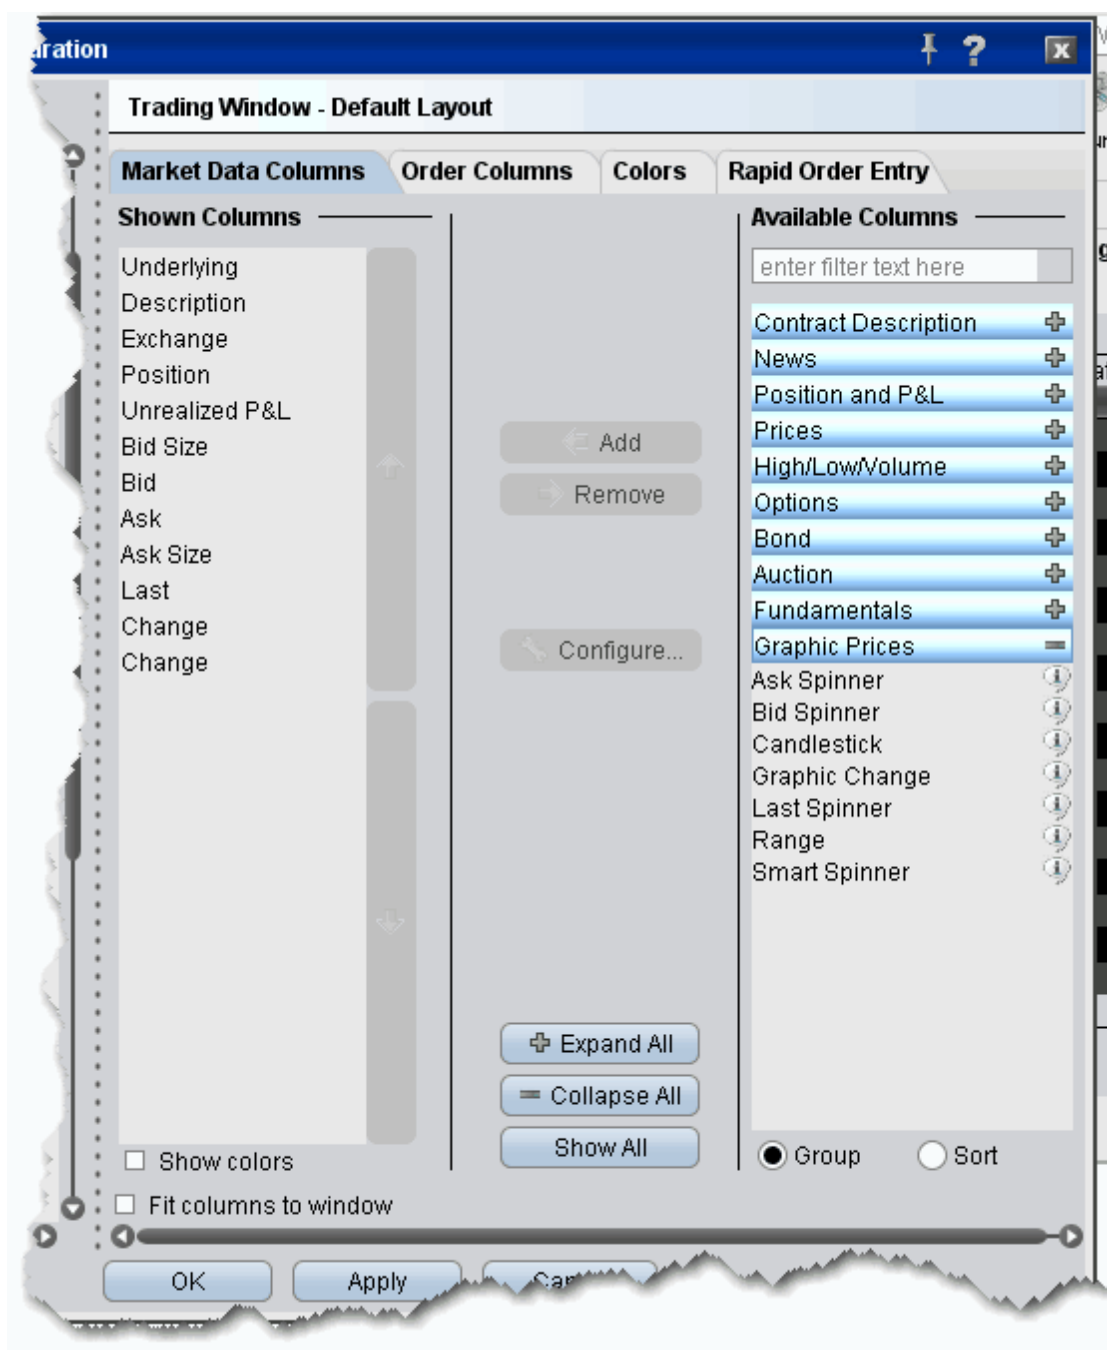 Trading Window - Default Layout
Market Data Columns
Order Columns
Colors
Rapid Order Entry
Shown Columns
Underlying
Description
Exchange
Position
Unrealized P&L
Bid Size
Bid
Ask
Ask Size
Last
Change
Change
Show colors
Fit columns to window
Add
Remove
Configure...
Expand All
Collapse All
Show All
Available Columns
enter filter text here
Contract Description
News
Position and P&L
Prices
High/Low/Volume
Options
Bond
Auction
Fundamentals
Graphic Prices
Ask Spinner
Bid Spinner
Candlestick
Graphic Change
Last Spinner
Range
Smart Spinner
Group
Sort
OK
Apply